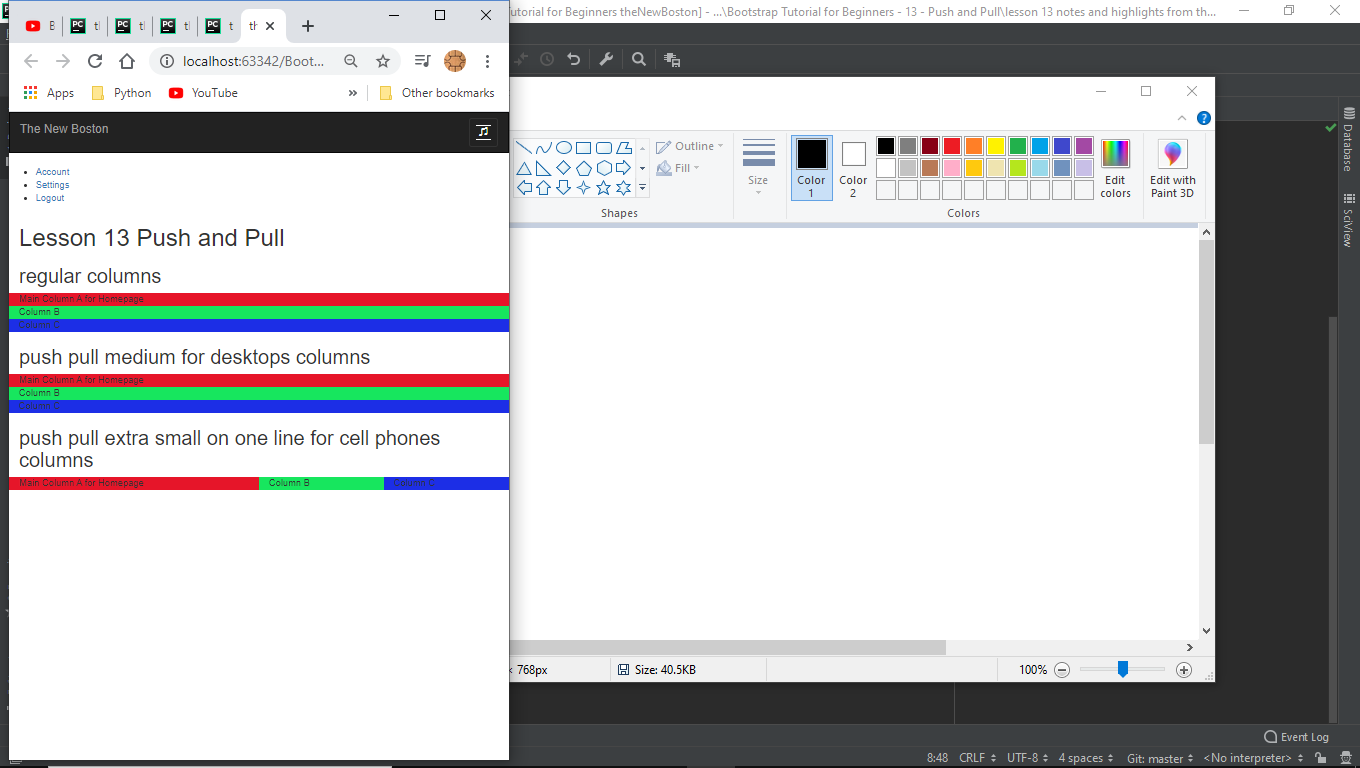 B
tl
tl
tl
t
tl
Tutorial for Beginners theNewBoston] - ...\Bootstrap Tutorial for Beginners - 13 - Push and Pull\lesson 13 notes and highlights from th...
localhost:63342/Boot...
Apps
Python
YouTube
»
Other bookmarks
The New Boston
Account
Settings
Logout
Lesson 13 Push and Pull
regular columns
Main Column A for Homepage
Column B
Column C
push pull medium for desktops columns
Main Column A for Homepage
Column B
Column C
push pull extra small on one line for cell phones
columns
Main Column A for Homepage
Column B
Column C
Outline
Fill
Shapes
Size
Color
1
Color
2
Edit
colors
Edit with
Paint 3D
Colors
× 768px
Size: 40.5KB
100%
Database
SciView
Event Log
8:48
CRLF
UTF-8
4 spaces
Git: master
<No interpreter>